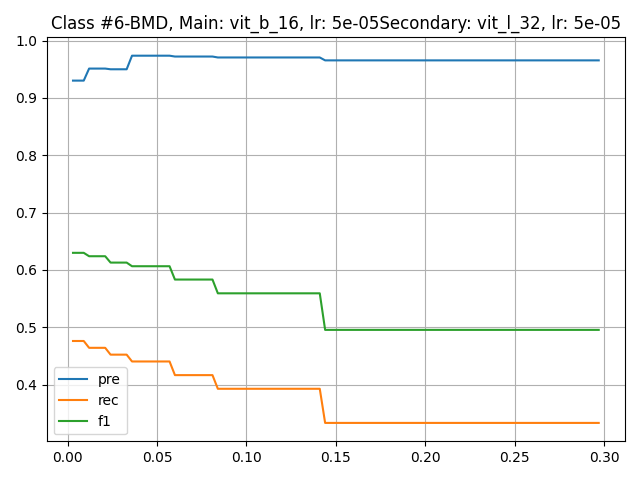 Class #6-BMD, Main: vit_b_16, lr: 5e-05Secondary: vit_l_32, lr: 5e-05
1.0
0.9
0.8
0.7
0.6
0.5
0.4
pre
rec
f1
0.00 0.05 0.10 0.15 0.20 0.25 0.30